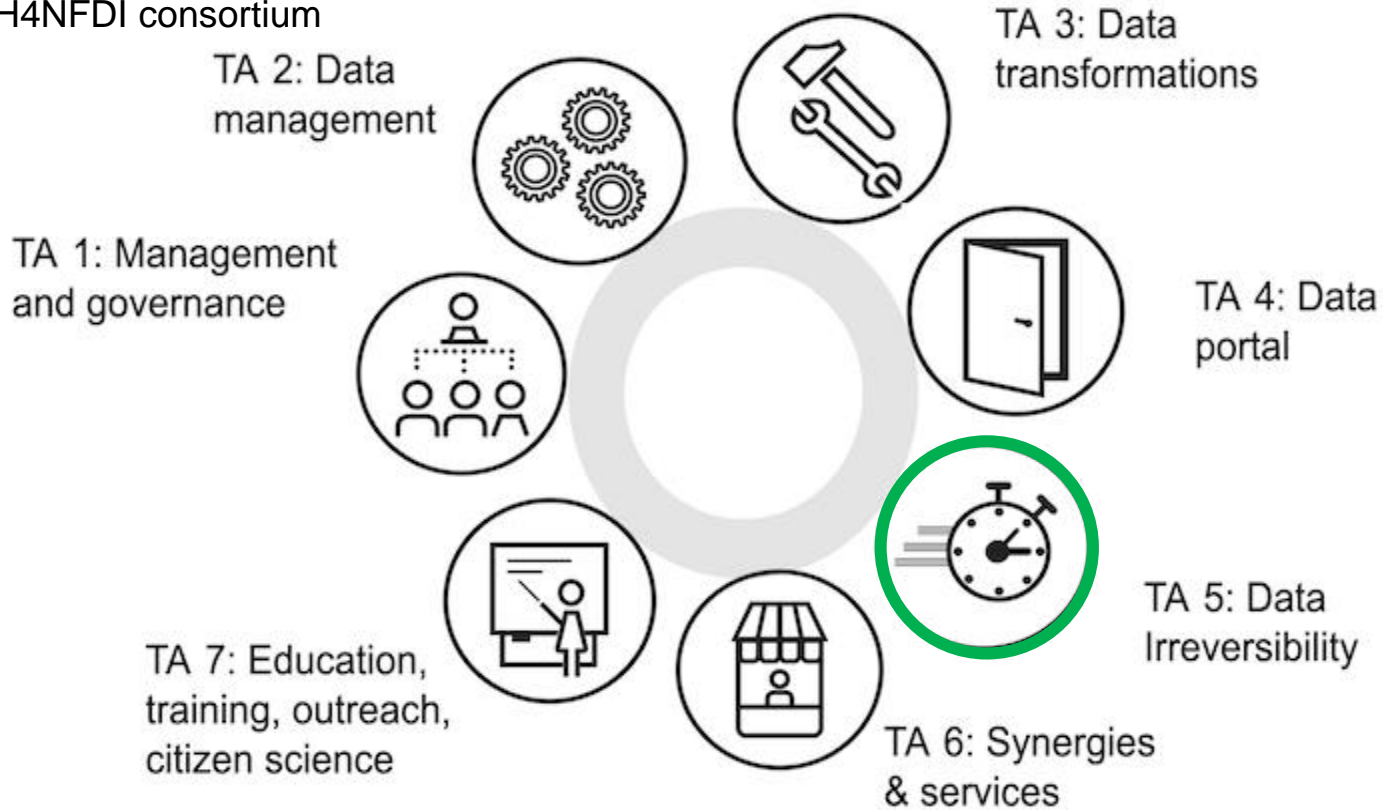 H4NFDI consortium
TA 2: Data
management
TA 3: Data
transformations
TA 1: Management
and governance
TA 4: Data
portal
TA 5: Data
Irreversibility
TA 7: Education,
training, outreach,
citizen science
TA 6: Synergies
& services